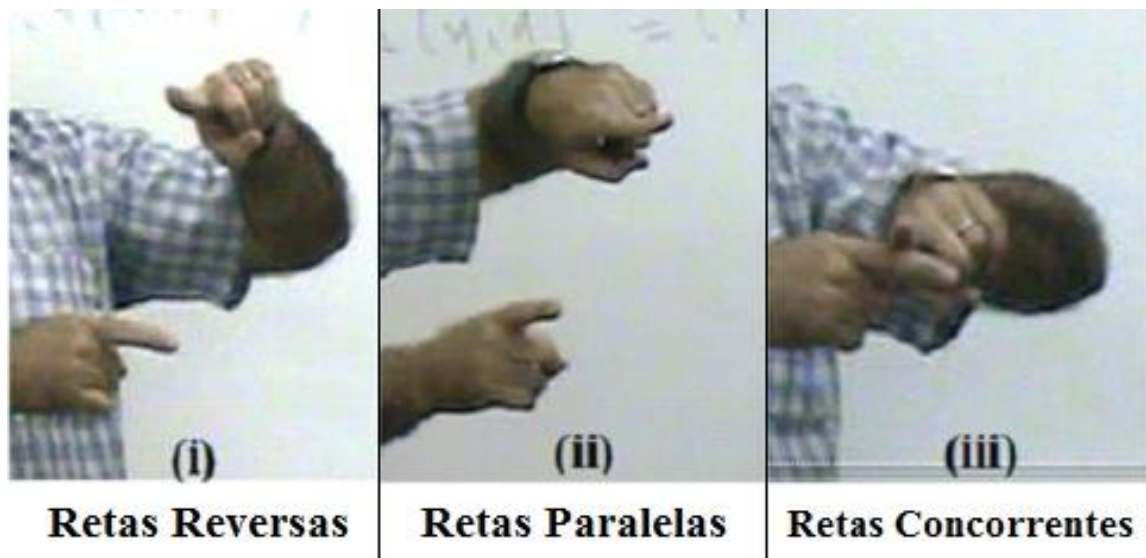 (y, y) = (
(i)
(ii)
(iii)
Retas Reversas
Retas Paralelas
Retas Concorrentes